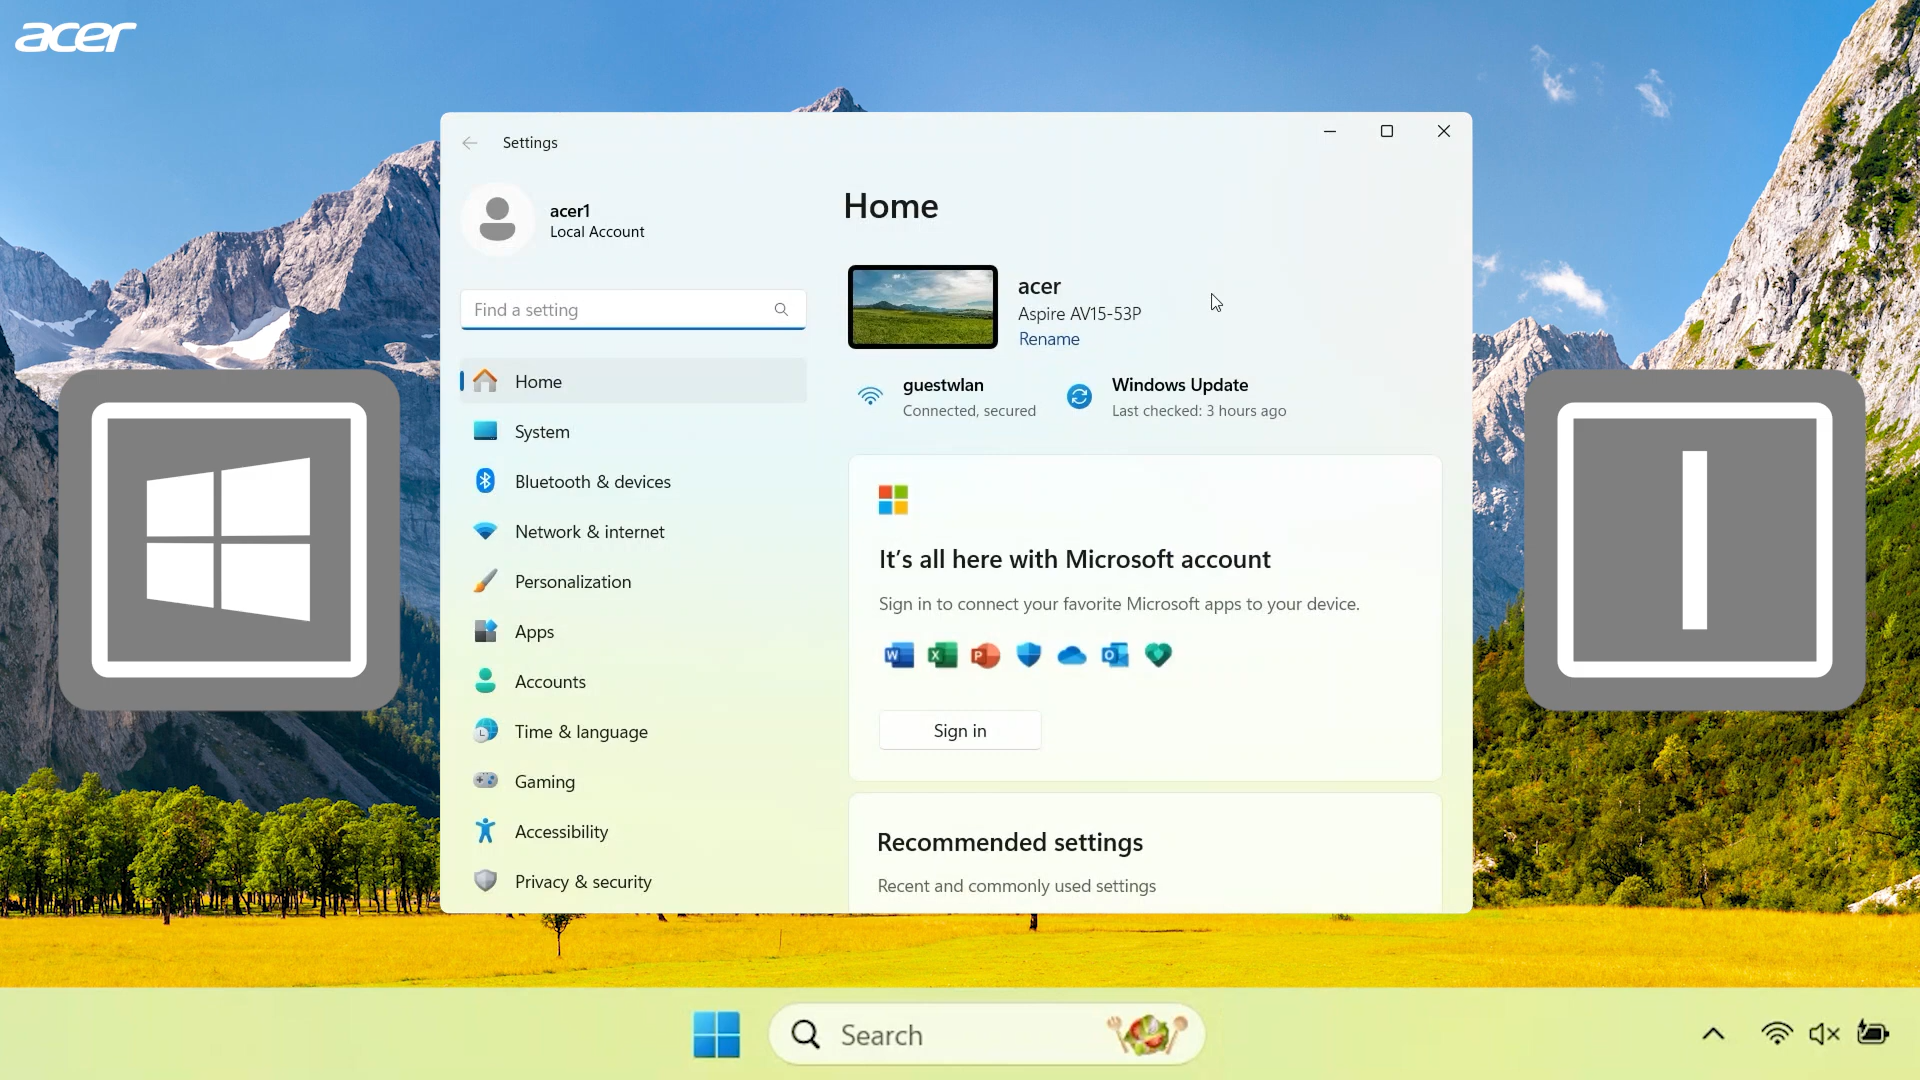 acer
Settings
acer1
Local Account
Find a setting
Home
System
Bluetooth & devices
Network & internet
Personalization
Apps
Accounts
Time & language
Gaming
Accessibility
Privacy & security
Home
acer
Aspire AV15-53P
Rename
guestwlan
Connected, secured
Windows Update
Last checked: 3 hours ago
It's all here with Microsoft account
Sign in to connect your favorite Microsoft apps to your device.
Sign in
Recommended settings
Recent and commonly used settings
I
Search